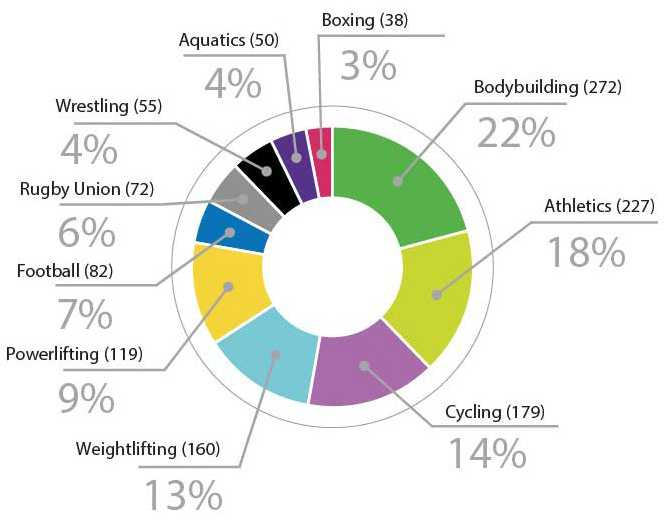 Boxing (38)
3%
Aquatics (50)
4%
Bodybuilding (272)
22%
Wrestling (55)
4%
Rugby Union (72)
6%
Athletics (227)
18%
Football (82)
7%
Powerlifting (119)
9%
Cycling (179)
14%
Weightlifting (160)
13%